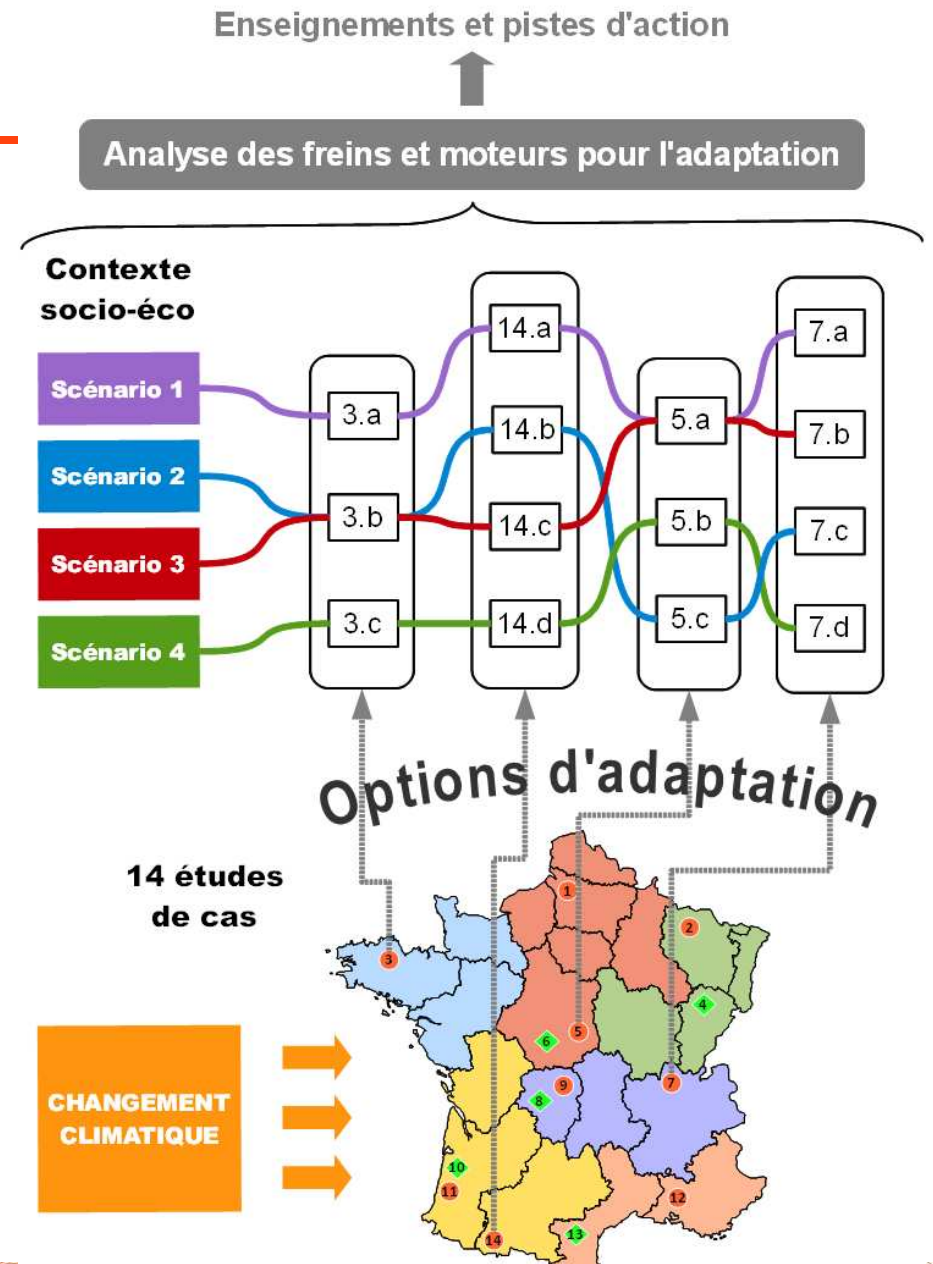 Enseignements et pistes d'action
Analyse des freins et moteurs pour l'adaptation
Contexte
socio-éco
Scénario 1
Scénario 2
Scénario 3
Scénario 4
3.a
3.b
3.c
14.a
14.b
14.c
14.d
5.a
5.b
5.c
7.a
7.b
7.c
7.d
Options d'adaptation
14 études
de cas
CHANGEMENT
CLIMATIQUE
1
2
3
4
5
6
7
9
8
10
11
12
13
14